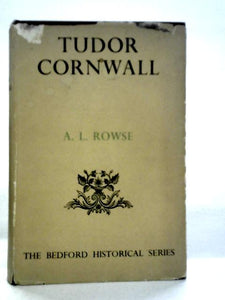 TUDOR
CORNWALL
A. L. ROWSE
THE BEDFORD HISTORICAL SERIES